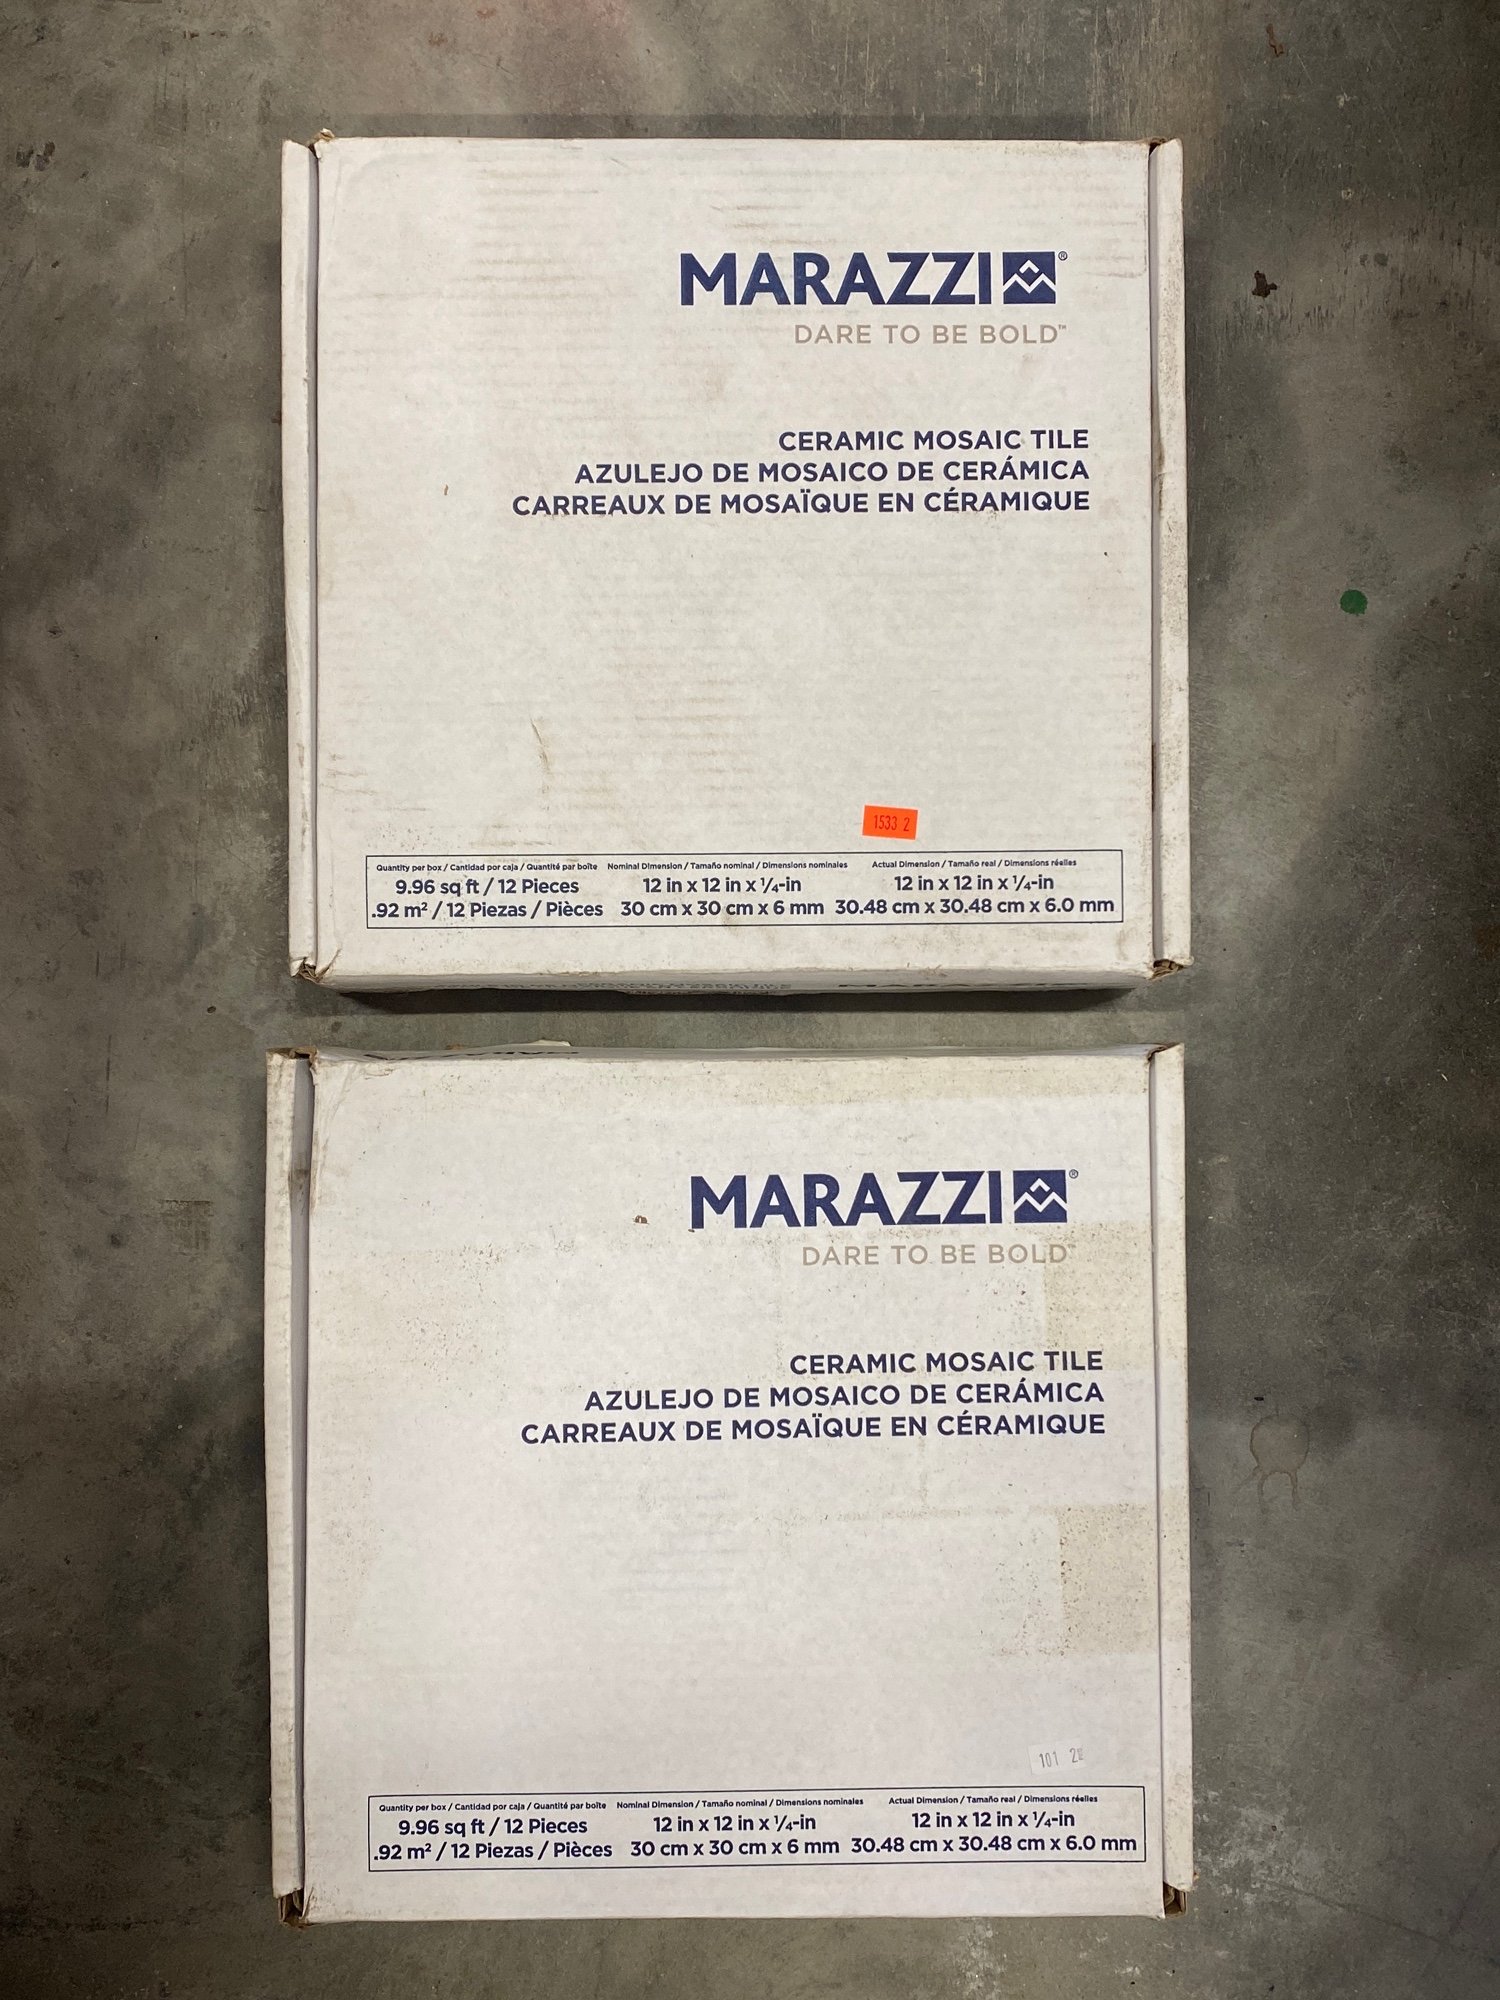 MARAZZI®
DARE TO BE BOLD™
CERAMIC MOSAIC TILE
AZULEJO DE MOSAICO DE CERÁMICA
CARREAUX DE MOSAÏQUE EN CÉRAMIQUE
1533 2
Quantity per box / Cantidad por caja / Quantité par boîte Nominal Dimension / Tamaño nominal / Dimensions nominales Actual Dimension / Tamaño real / Dimensions réelles
9.96 sq ft / 12 Pieces 12 in x 12 in x ¼-in 12 in x 12 in x ¼-in
.92 m² / 12 Piezas / Pièces 30 cm x 30 cm x 6 mm 30.48 cm x 30.48 cm x 6.0 mm
MARAZZI®
DARE TO BE BOLD™
CERAMIC MOSAIC TILE
AZULEJO DE MOSAICO DE CERÁMICA
CARREAUX DE MOSAÏQUE EN CÉRAMIQUE
101
Quantity per box / Cantidad por caja / Quantité par boîte Nominal Dimension / Tamaño nominal / Dimensions nominales Actual Dimension / Tamaño real / Dimensions réelles
9.96 sq ft / 12 Pieces 12 in x 12 in x ¼-in 12 in x 12 in x ¼-in
.92 m² / 12 Piezas / Pièces 30 cm x 30 cm x 6 mm 30.48 cm x 30.48 cm x 6.0 mm